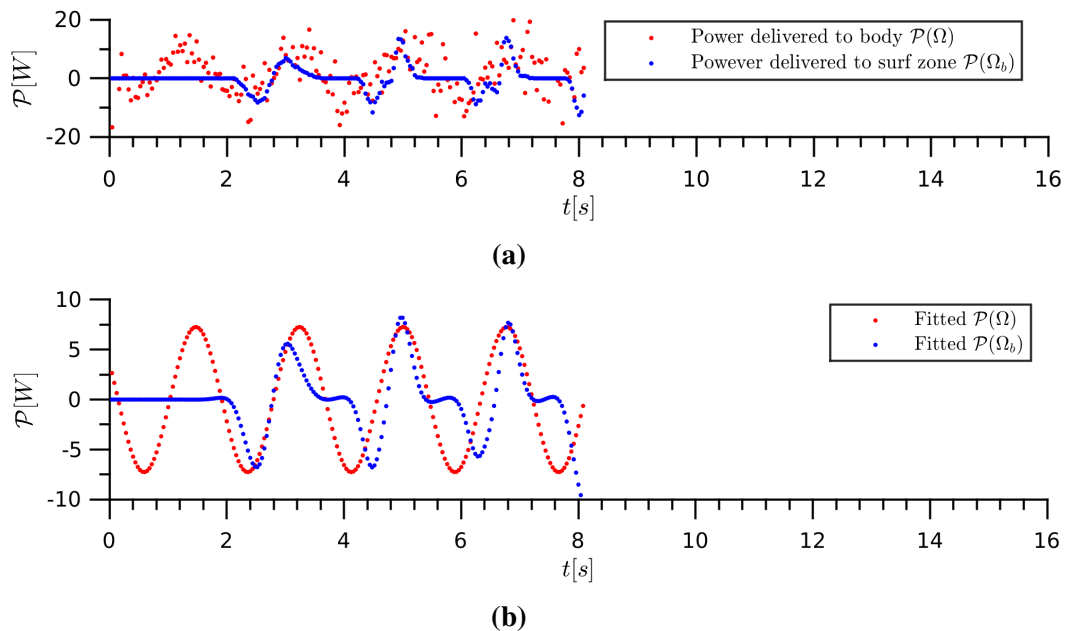 20
0
-20
𝒫[W]
Power delivered to body 𝒫(Ω)
Powever delivered to surf zone 𝒫(Ω_b)
0 2 4 6 8 10 12 14 16
t[s]
(a)
10
5
0
-5
-10
𝒫[W]
Fitted 𝒫(Ω)
Fitted 𝒫(Ω_b)
0 2 4 6 8 10 12 14 16
t[s]
(b)